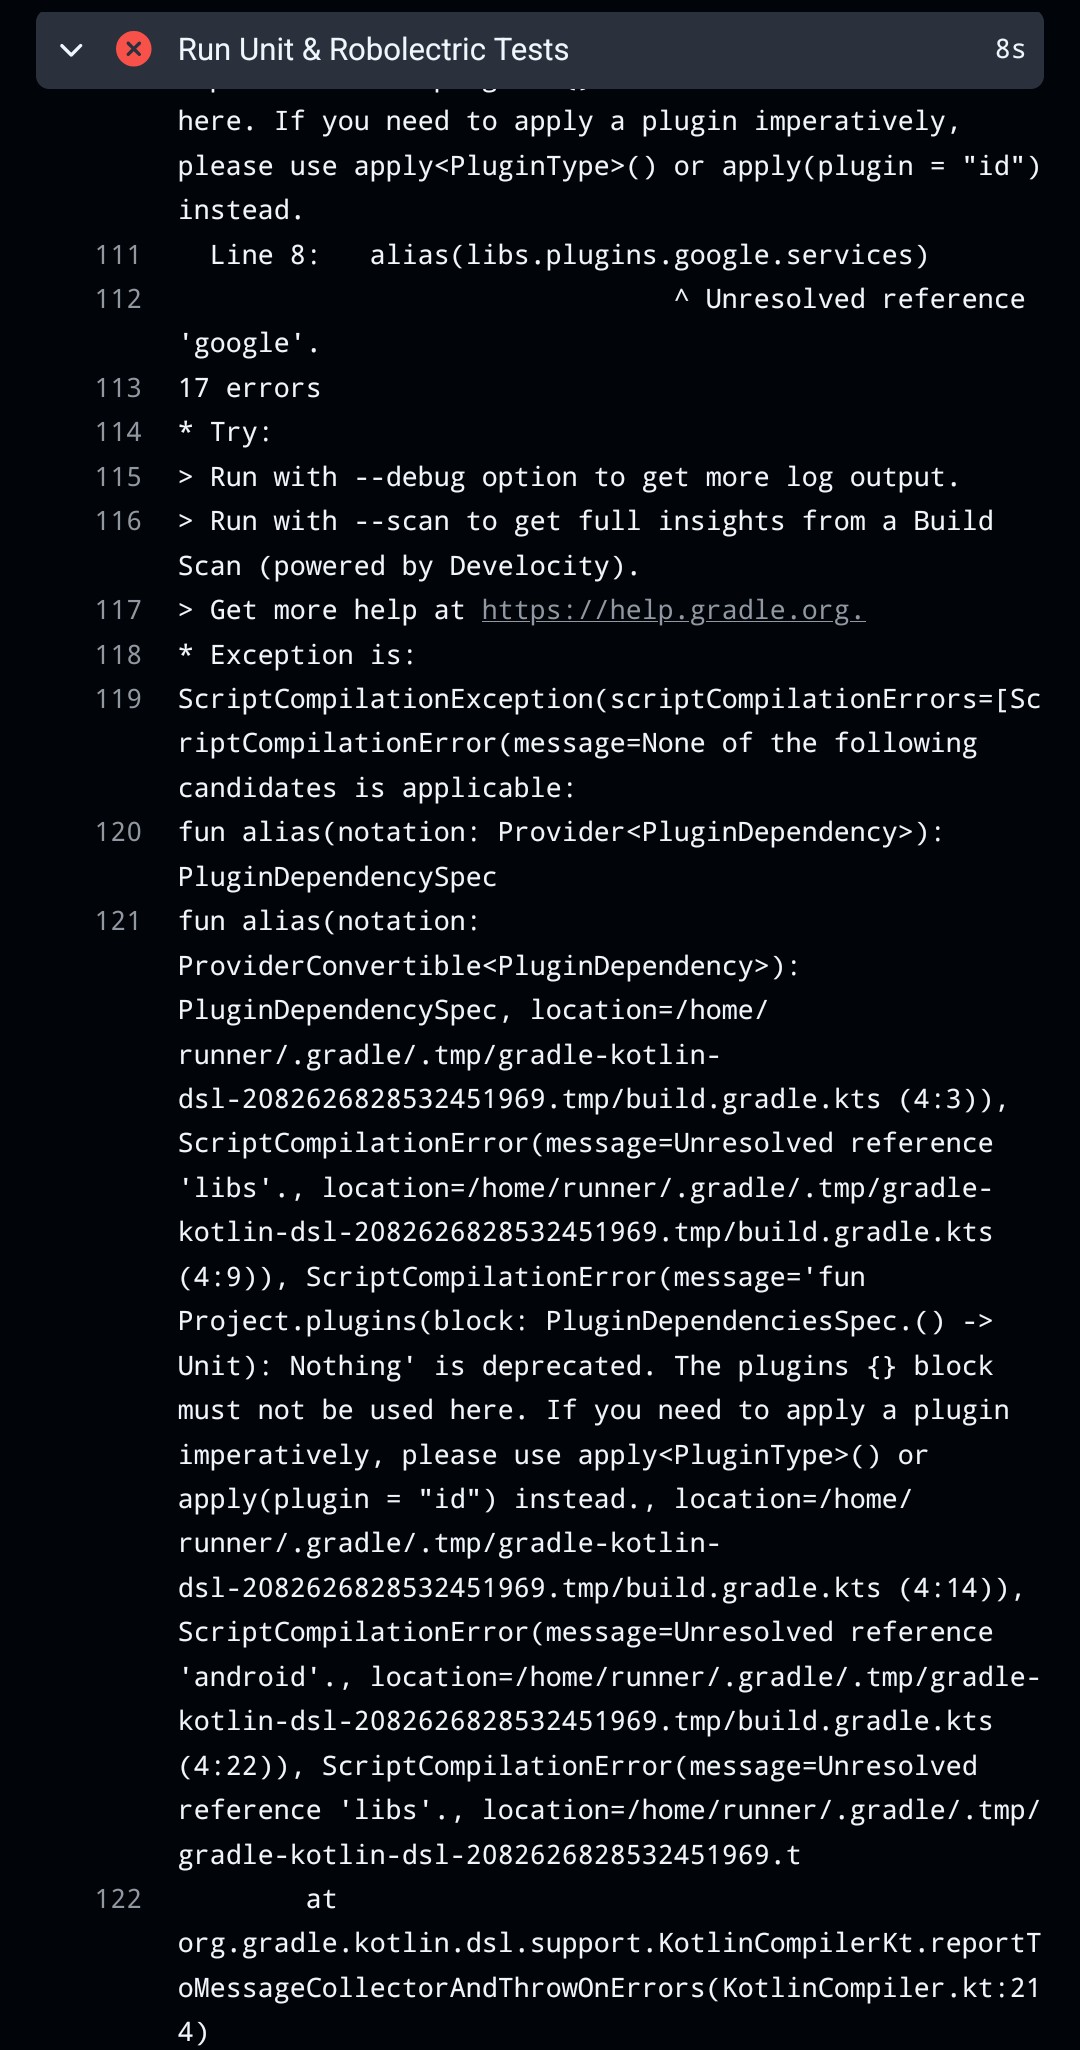 Run Unit & Robolectric Tests 8s
here. If you need to apply a plugin imperatively,
please use apply<PluginType>() or apply(plugin = "id")
instead.
111 Line 8: alias(libs.plugins.google.services)
112 ^ Unresolved reference
'google'.
113 17 errors
114 * Try:
115 > Run with --debug option to get more log output.
116 > Run with --scan to get full insights from a Build
Scan (powered by Develocity).
117 > Get more help at https://help.gradle.org.
118 * Exception is:
119 ScriptCompilationException(scriptCompilationErrors=[Sc
riptCompilationError(message=None of the following
candidates is applicable:
120 fun alias(notation: Provider<PluginDependency>):
PluginDependencySpec
121 fun alias(notation:
ProviderConvertible<PluginDependency>):
PluginDependencySpec, location=/home/
runner/.gradle/.tmp/gradle-kotlin-
dsl-2082626828532451969.tmp/build.gradle.kts (4:3)),
ScriptCompilationError(message=Unresolved reference
'libs'., location=/home/runner/.gradle/.tmp/gradle-
kotlin-dsl-2082626828532451969.tmp/build.gradle.kts
(4:9)), ScriptCompilationError(message='fun
Project.plugins(block: PluginDependenciesSpec.() ->
Unit): Nothing' is deprecated. The plugins {} block
must not be used here. If you need to apply a plugin
imperatively, please use apply<PluginType>() or
apply(plugin = "id") instead., location=/home/
runner/.gradle/.tmp/gradle-kotlin-
dsl-2082626828532451969.tmp/build.gradle.kts (4:14)),
ScriptCompilationError(message=Unresolved reference
'android'., location=/home/runner/.gradle/.tmp/gradle-
kotlin-dsl-2082626828532451969.tmp/build.gradle.kts
(4:22)), ScriptCompilationError(message=Unresolved
reference 'libs'., location=/home/runner/.gradle/.tmp/
gradle-kotlin-dsl-2082626828532451969.t
122 at
org.gradle.kotlin.dsl.support.KotlinCompilerKt.reportT
oMessageCollectorAndThrowOnErrors(KotlinCompiler.kt:21
4)